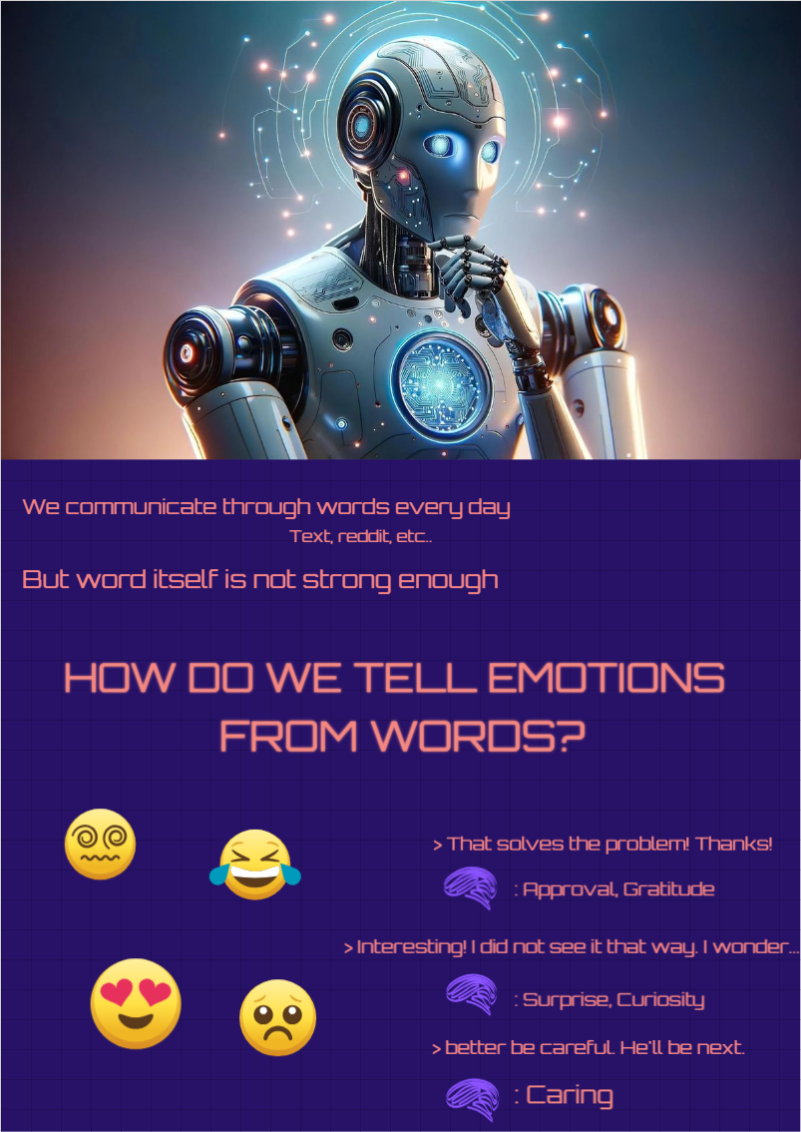 We communicate through words every day
Text, reddit, etc..
But word itself is not strong enough
HOW DO WE TELL EMOTIONS
FROM WORDS?
> That solves the problem! Thanks!
: Approval, Gratitude
> Interesting! I did not see it that way. I wonder...
: Surprise, Curiosity
> better be careful. He'll be next.
: Caring